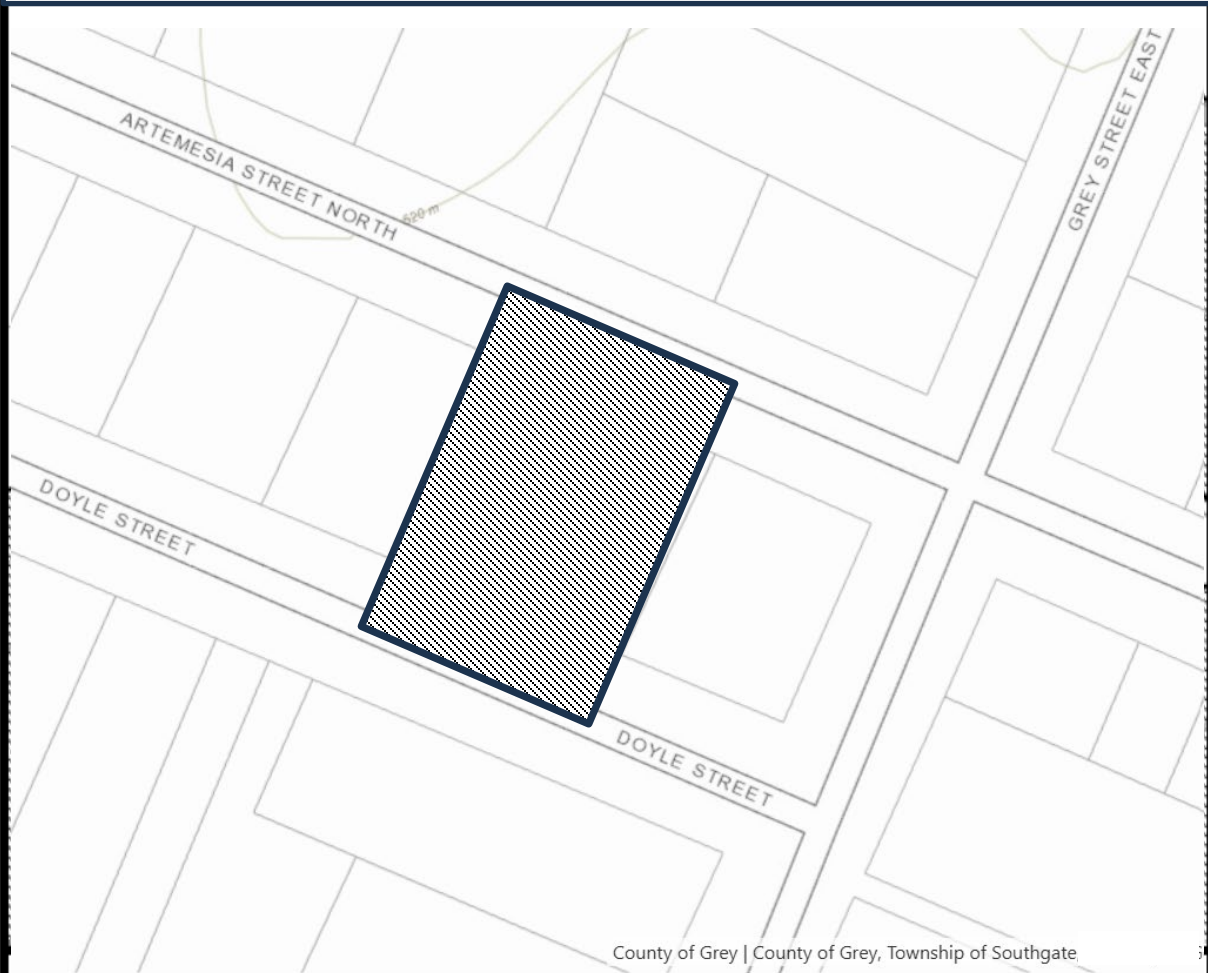 GREY STREET EAST
ARTEMESIA STREET NORTH
620 m
DOYLE STREET
DOYLE STREET
County of Grey | County of Grey, Township of Southgate